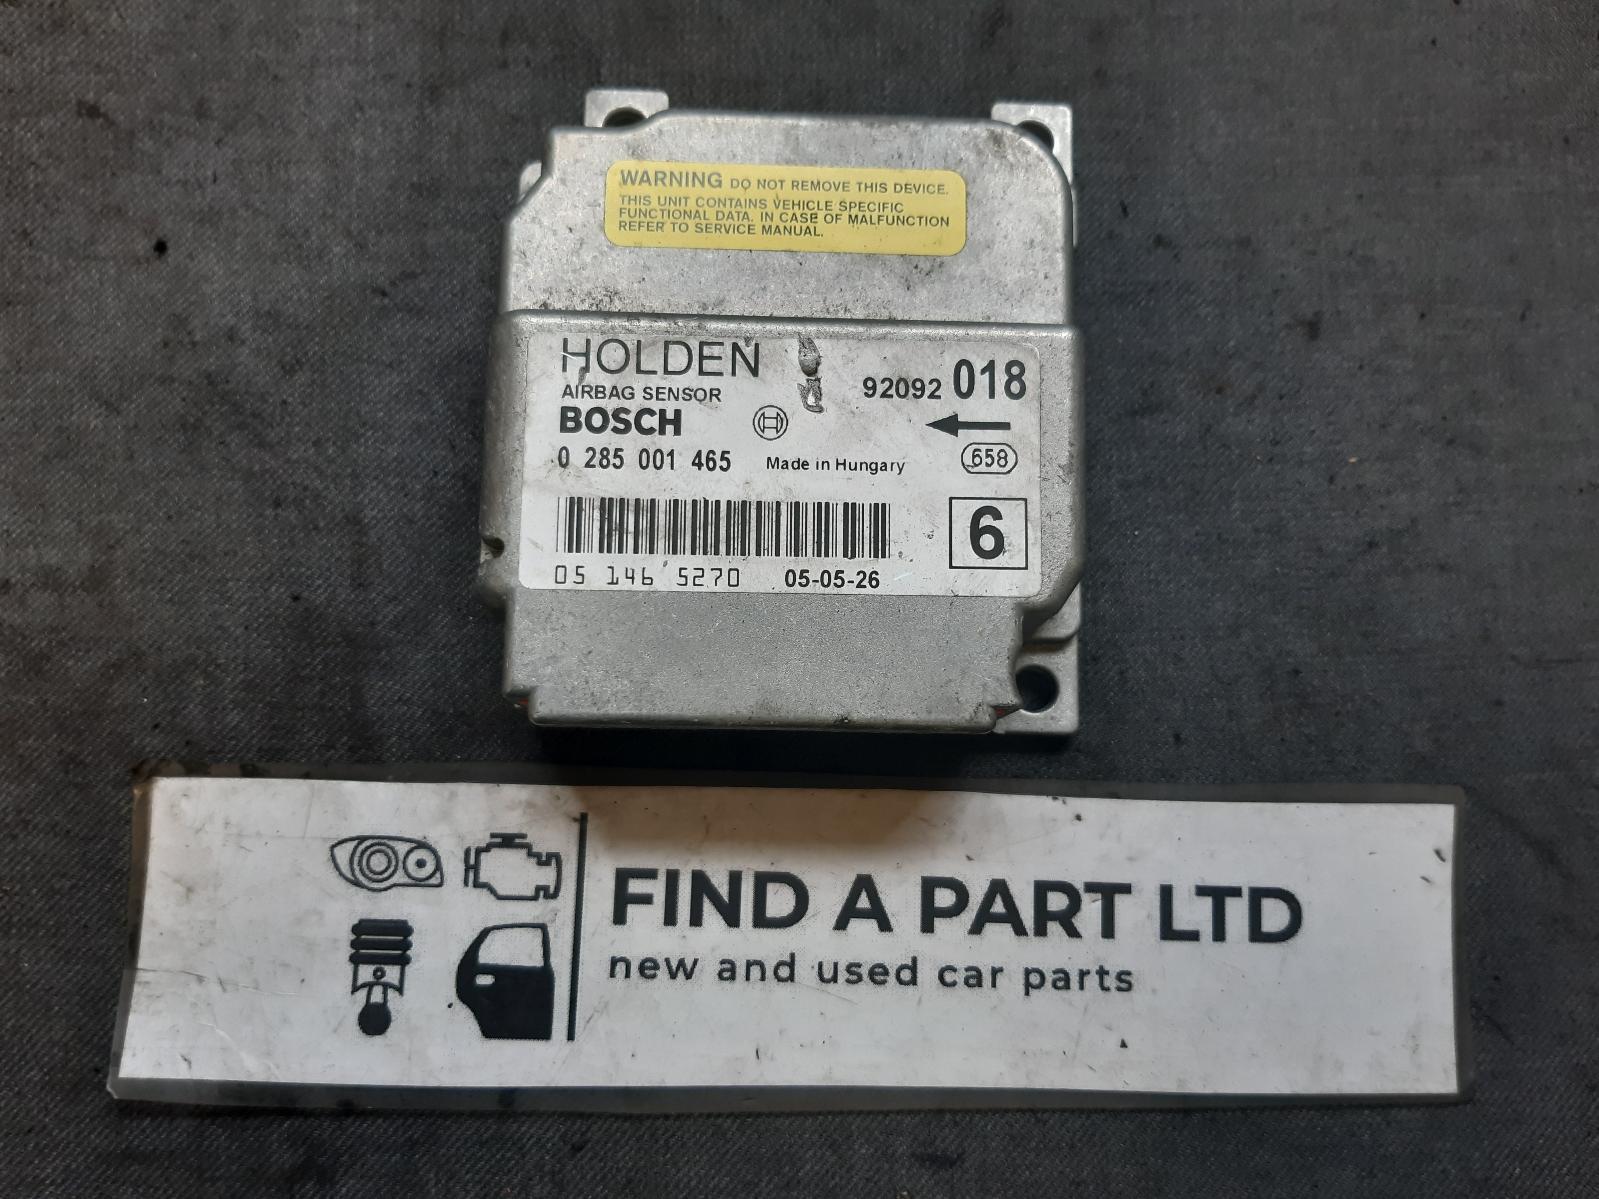 WARNING DO NOT REMOVE THIS DEVICE.
THIS UNIT CONTAINS VEHICLE SPECIFIC
FUNCTIONAL DATA. IN CASE OF MALFUNCTION
REFER TO SERVICE MANUAL.
HOLDEN
92092 018
AIRBAG SENSOR
BOSCH
0 285 001 465 Made in Hungary 658
6
05 146 5270 05-05-26
FIND A PART LTD
new and used car parts